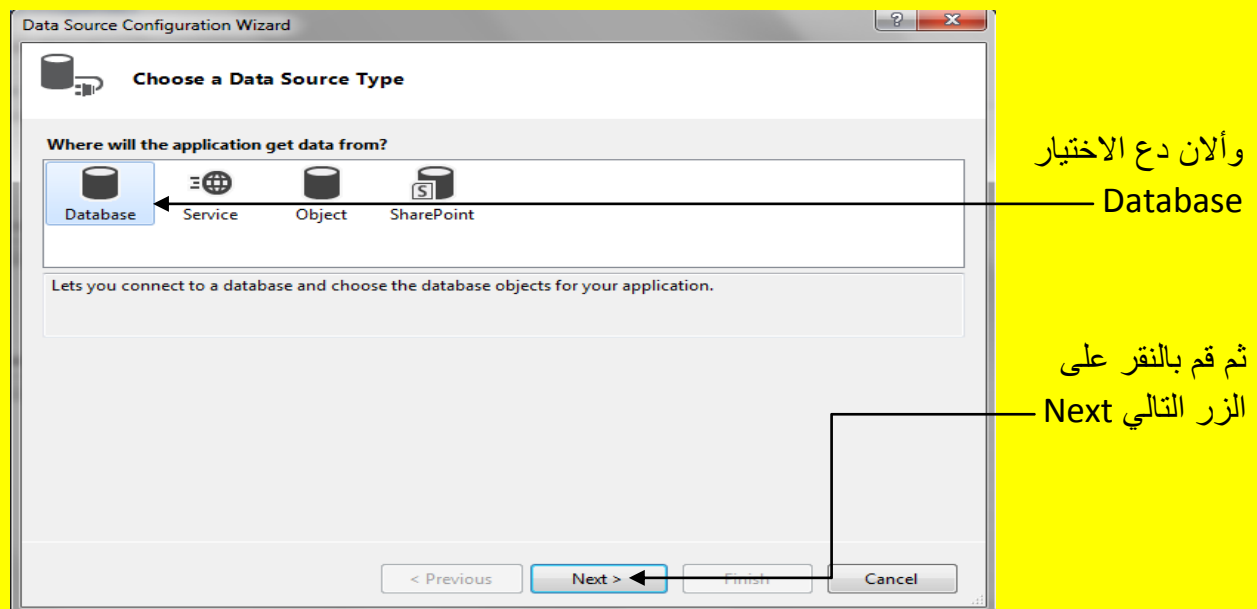 Data Source Configuration Wizard
?
Choose a Data Source Type
Where will the application get data from?
Database
Service
Object
S
SharePoint
Lets you connect to a database and choose the database objects for your application.
< Previous
Next >
Finish
Cancel
وألان دع الاختيار
Database
ثم قم بالنقر على
الزر التالي Next